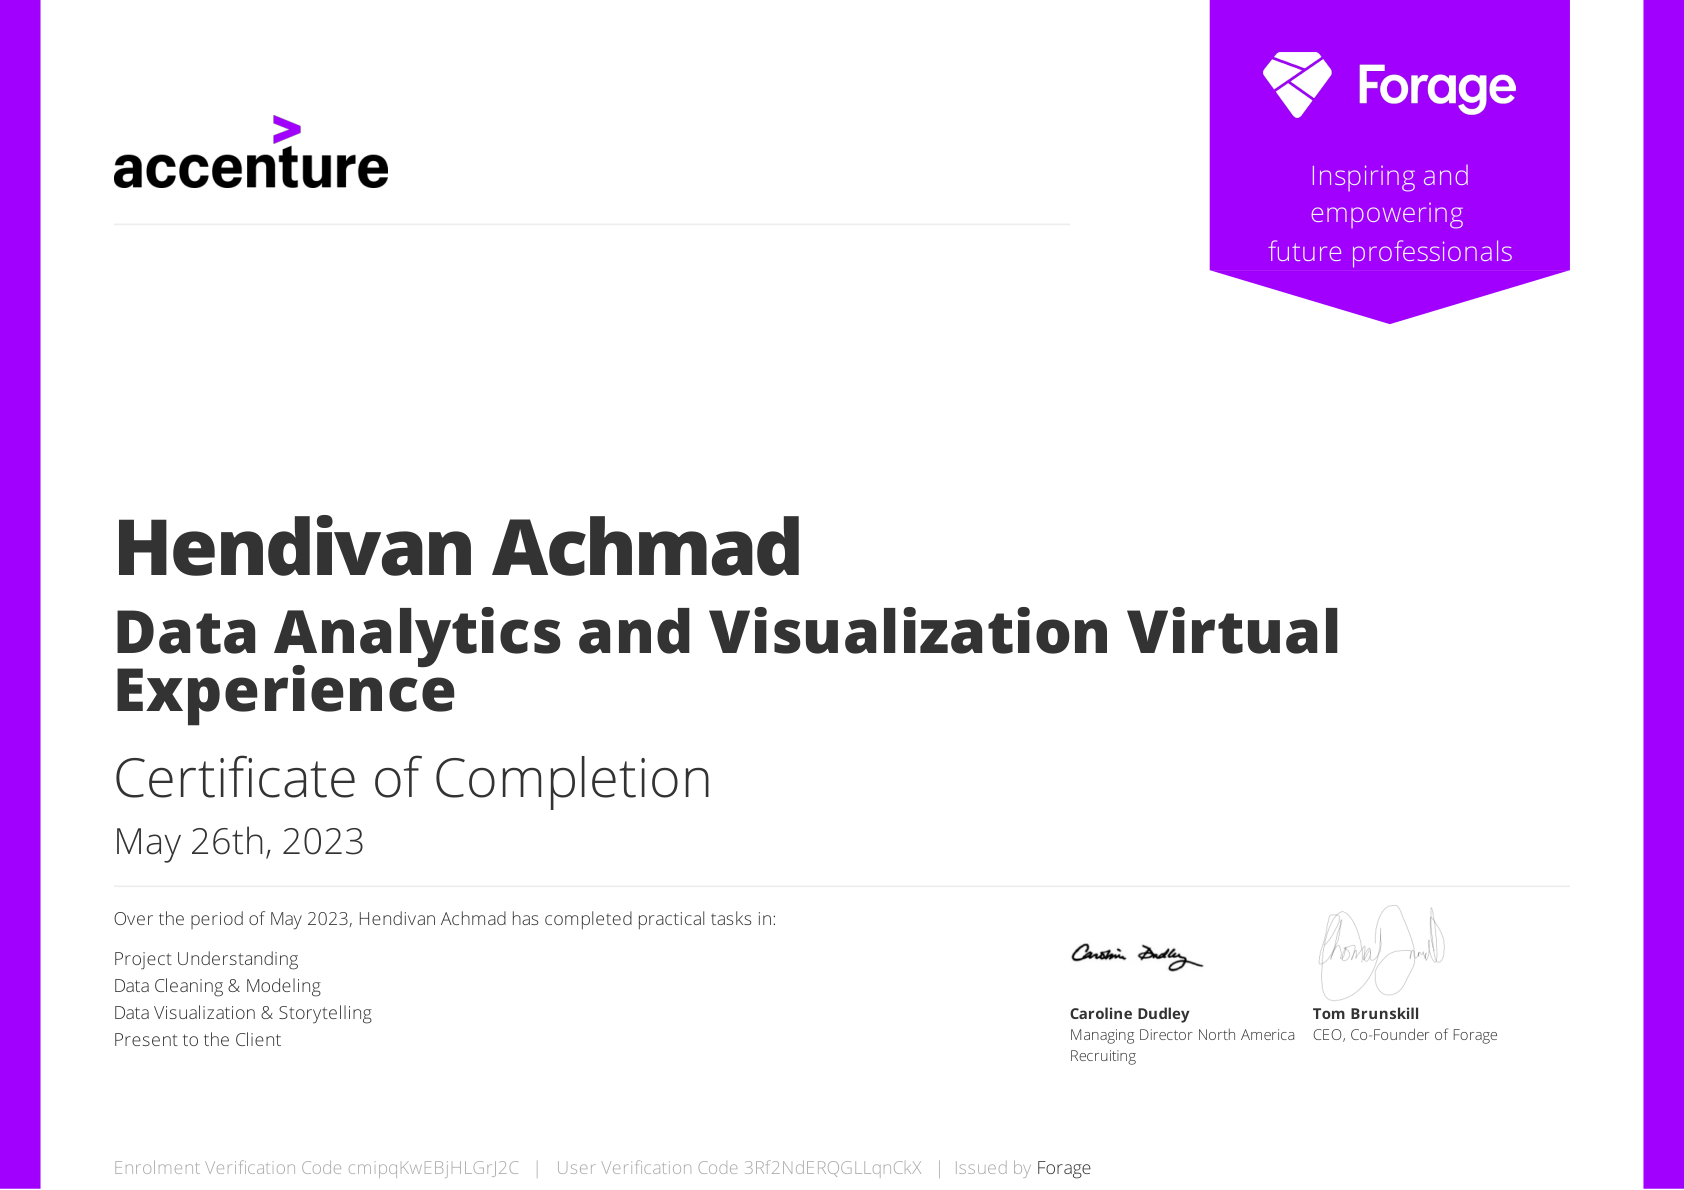 accenture
Forage
Inspiring and
empowering
future professionals
Hendivan Achmad
Data Analytics and Visualization Virtual
Experience
Certificate of Completion
May 26th, 2023
Over the period of May 2023, Hendivan Achmad has completed practical tasks in:
Project Understanding
Data Cleaning & Modeling
Data Visualization & Storytelling
Present to the Client
Caroline Dudley
Caroline Dudley
Managing Director North America
Recruiting
Tom Brunskill
CEO, Co-Founder of Forage
Enrolment Verification Code cmipqKwEBjHLGrJ2C | User Verification Code 3Rf2NdERQGLLqnCkX | Issued by Forage